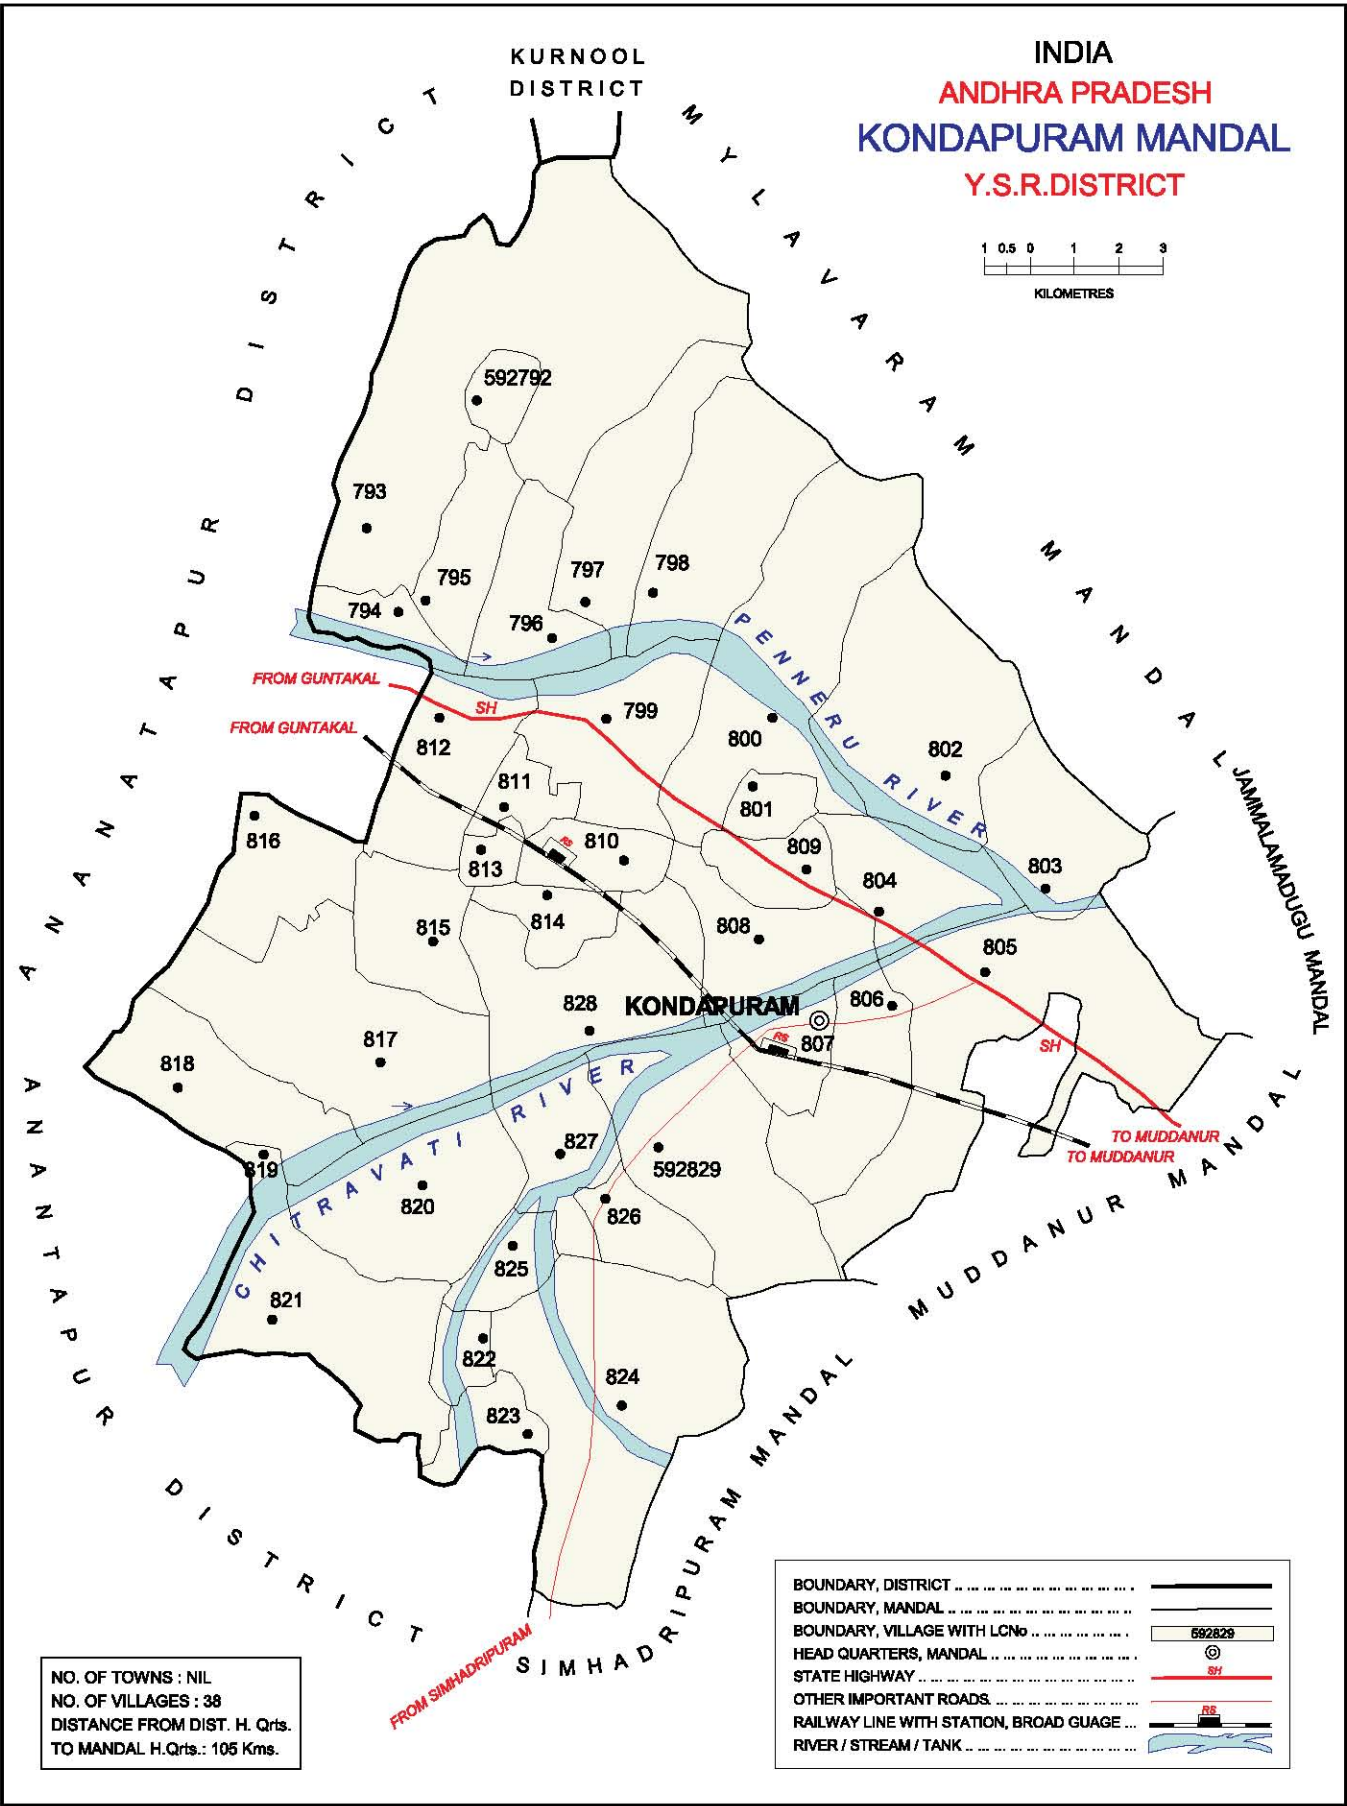 KURNOOL
DISTRICT
INDIA
ANDHRA PRADESH
KONDAPURAM MANDAL
Y.S.R.DISTRICT
1 0.5 0 1 2 3
KILOMETRES
ANANATAPUR DISTRICT
MYLAVARAM MANDAL
JAMMALAMADUGU MANDAL
592792
793
795
794
797
798
796
PENNERU RIVER
FROM GUNTAKAL
SH
FROM GUNTAKAL
812
799
800
802
811
801
816
813
RS
810
809
803
804
815
814
808
805
828
KONDAPURAM
806
817
RS
807
SH
818
CHITRAVATI RIVER
TO MUDDANUR
TO MUDDANUR
819
827
592829
820
826
825
821
822
824
823
MUDDANUR MANDAL
ANANTAPUR DISTRICT
SIMHADRIPURAM MANDAL
FROM SIMHADRIPURAM
NO. OF TOWNS : NIL
NO. OF VILLAGES : 38
DISTANCE FROM DIST. H. Qrts.
TO MANDAL H.Qrts.: 105 Kms.
BOUNDARY, DISTRICT .. ... ... ... ... ... ... ... ... ... ... .
BOUNDARY, MANDAL .. ... ... ... ... ... ... ... ... ... ... ...
BOUNDARY, VILLAGE WITH LCNo .. ... ... ... ... ... . 592829
HEAD QUARTERS, MANDAL .. ... ... ... ... ... ... ... ... .
STATE HIGHWAY .. ... ... ... ... ... ... ... ... ... ... ... ... SH
OTHER IMPORTANT ROADS. ... ... ... ... ... ... ... ... ...
RAILWAY LINE WITH STATION, BROAD GUAGE ... RS
RIVER / STREAM / TANK .. ... ... ... ... ... ... ... ... ... ...